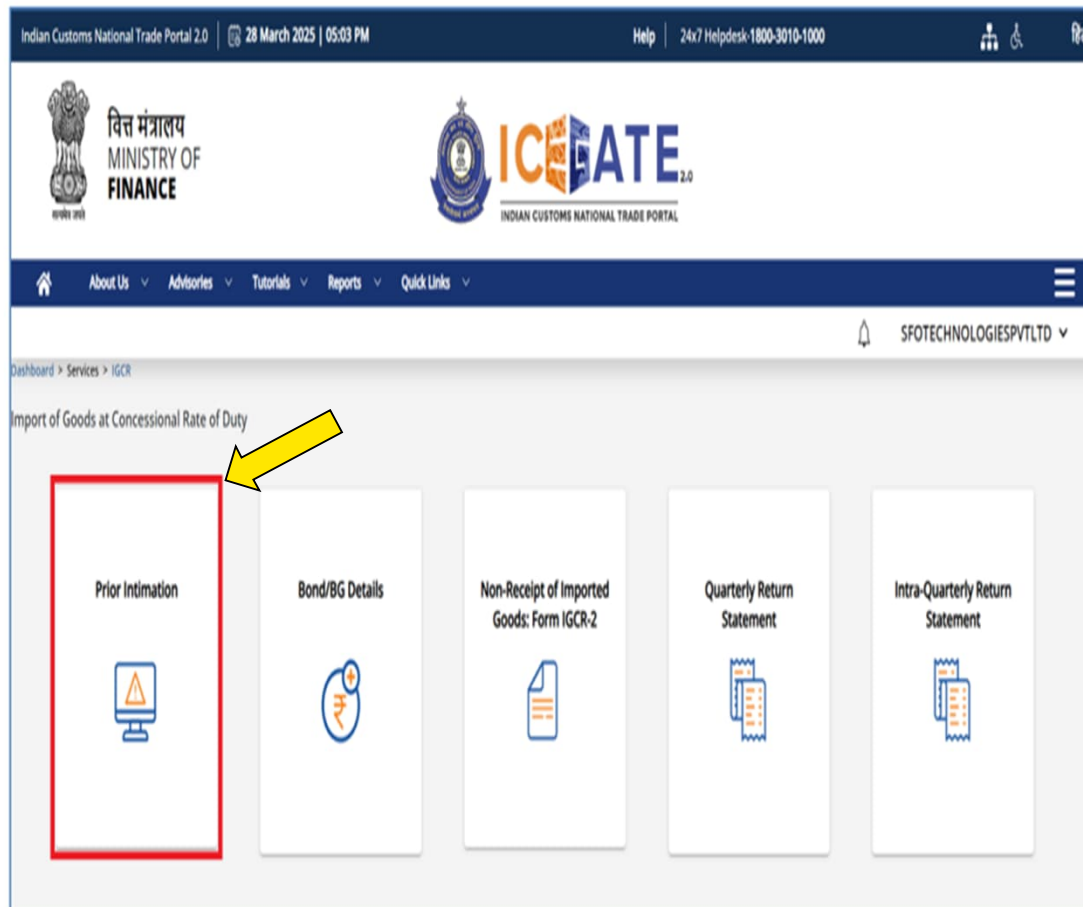 Indian Customs National Trade Portal 2.0 | 28 March 2025 | 05:03 PM Help | 24x7 Helpdesk-1800-3010-1000
वित्त मंत्रालय
MINISTRY OF
FINANCE
सत्यमेव जयते
ICEGATE 2.0
INDIAN CUSTOMS NATIONAL TRADE PORTAL
About Us Advisories Tutorials Reports Quick Links
SFOTECHNOLOGIESPVTLTD
Dashboard > Services > IGCR
Import of Goods at Concessional Rate of Duty
Prior Intimation
Bond/BG Details
Non-Receipt of Imported
Goods: Form IGCR-2
Quarterly Return
Statement
Intra-Quarterly Return
Statement